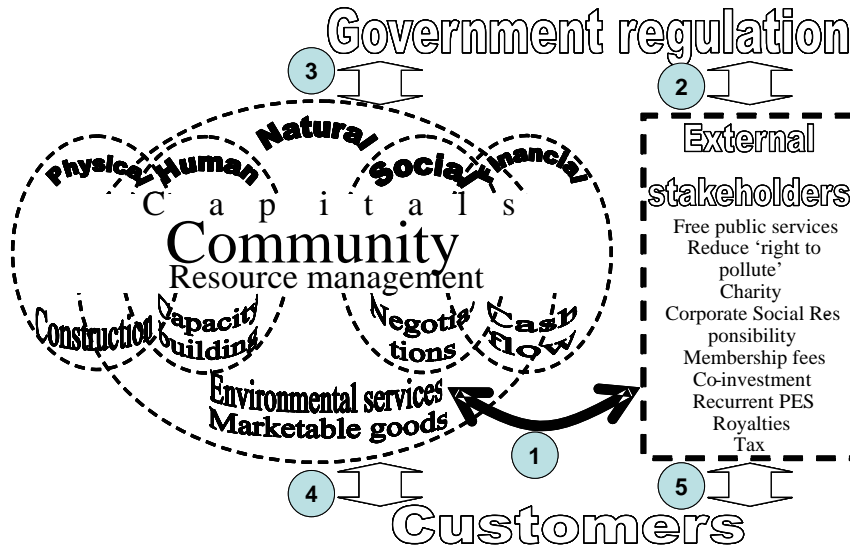 Government regulation
3
2
Physical
Human
Natural
Social
Financial
C a p i t a l s
Community
Resource management
Construction
Capacity
building
Negotia
tions
Cash
flow
Environmental services
Marketable goods
External
stakeholders
Free public services
Reduce ‘right to
pollute’
Charity
Corporate Social Res
ponsibility
Membership fees
Co-investment
Recurrent PES
Royalties
Tax
1
4
5
Customers